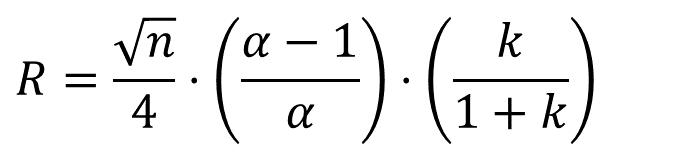 R = √n/4 · ((α − 1)/α) · (k/(1 + k))